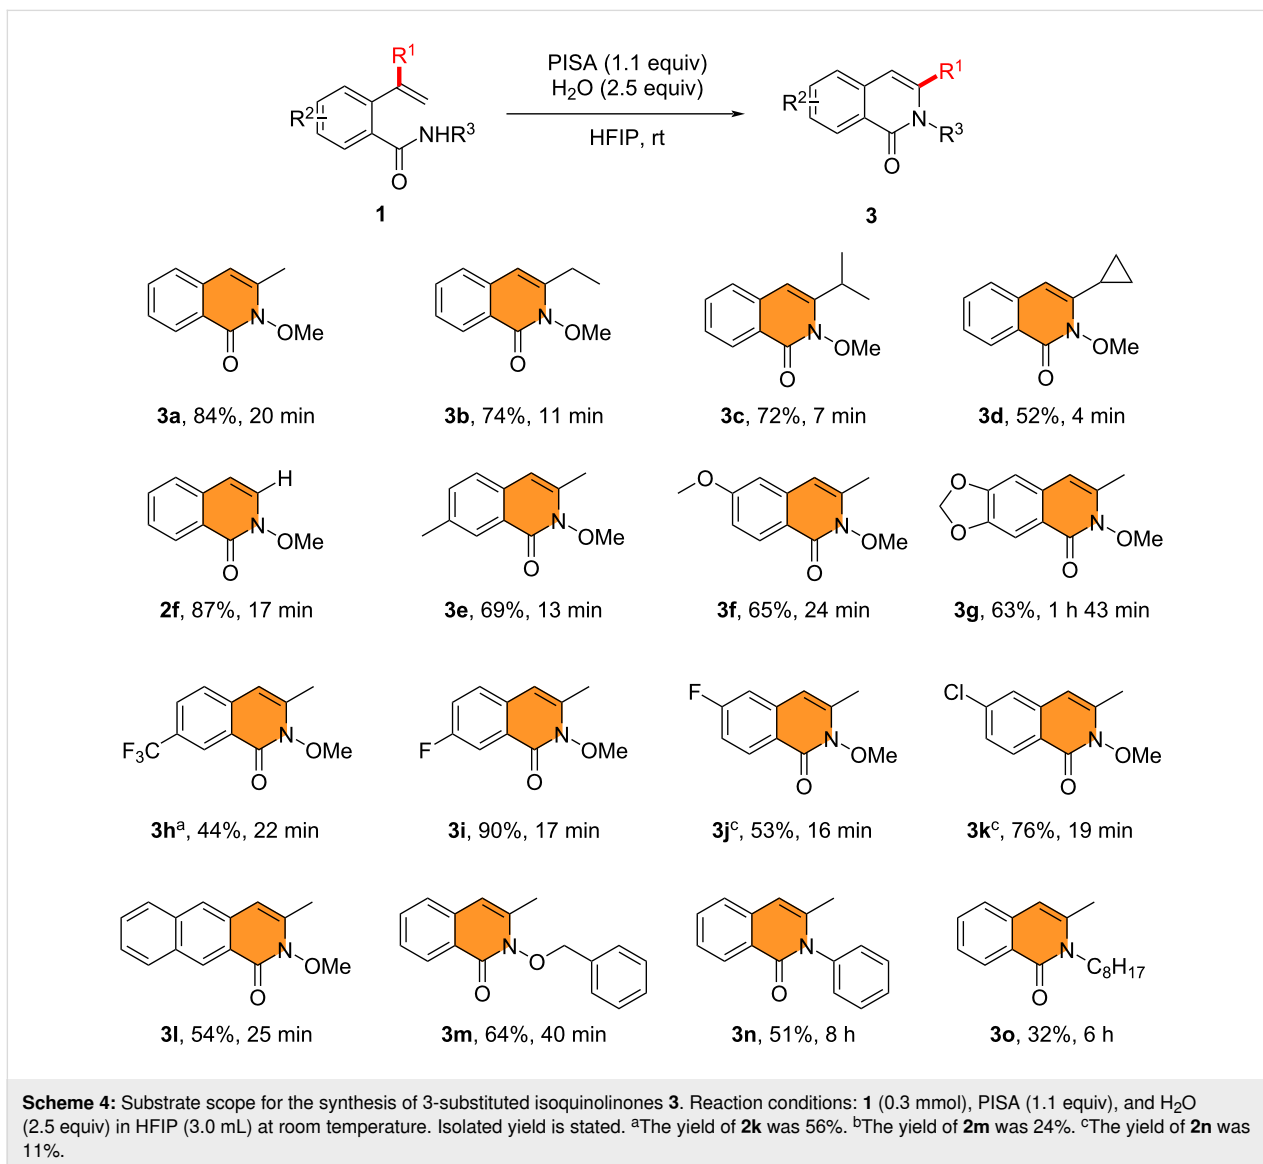 R¹
R²
NHR³
O
1
PISA (1.1 equiv)
H₂O (2.5 equiv)
HFIP, rt
R¹
R²
N
R³
O
3
N
OMe
O
N
OMe
O
N
OMe
O
N
OMe
O
3a, 84%, 20 min
3b, 74%, 11 min
3c, 72%, 7 min
3d, 52%, 4 min
H
N
OMe
O
N
OMe
O
O
N
OMe
O
O
O
N
OMe
O
2f, 87%, 17 min
3e, 69%, 13 min
3f, 65%, 24 min
3g, 63%, 1 h 43 min
F₃C
N
OMe
O
F
N
OMe
O
F
N
OMe
O
Cl
N
OMe
O
3hᵃ, 44%, 22 min
3i, 90%, 17 min
3jᶜ, 53%, 16 min
3kᶜ, 76%, 19 min
N
OMe
O
N
O
O
N
O
N
C₈H₁₇
O
3l, 54%, 25 min
3m, 64%, 40 min
3n, 51%, 8 h
3o, 32%, 6 h
Scheme 4: Substrate scope for the synthesis of 3-substituted isoquinolinones 3. Reaction conditions: 1 (0.3 mmol), PISA (1.1 equiv), and H₂O
(2.5 equiv) in HFIP (3.0 mL) at room temperature. Isolated yield is stated. ᵃThe yield of 2k was 56%. ᵇThe yield of 2m was 24%. ᶜThe yield of 2n was
11%.